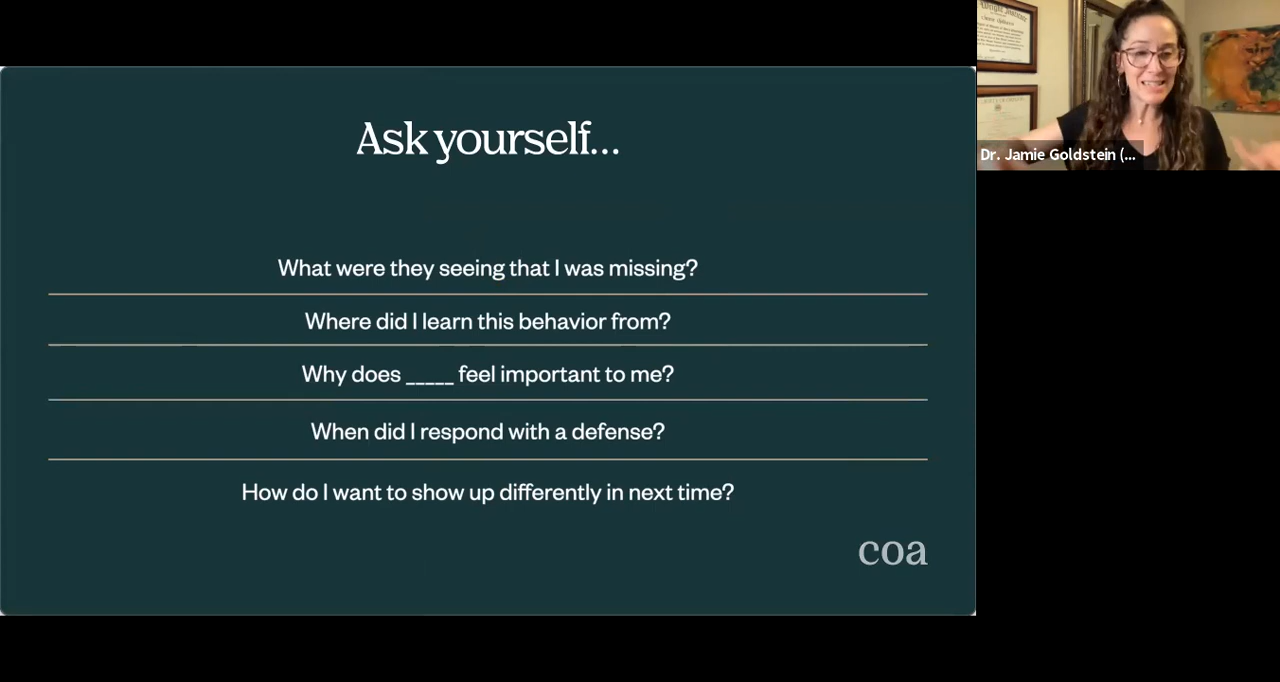 Ask yourself...
What were they seeing that I was missing?
Where did I learn this behavior from?
Why does _____ feel important to me?
When did I respond with a defense?
How do I want to show up differently in next time?
coa
Dr. Jamie Goldstein (...